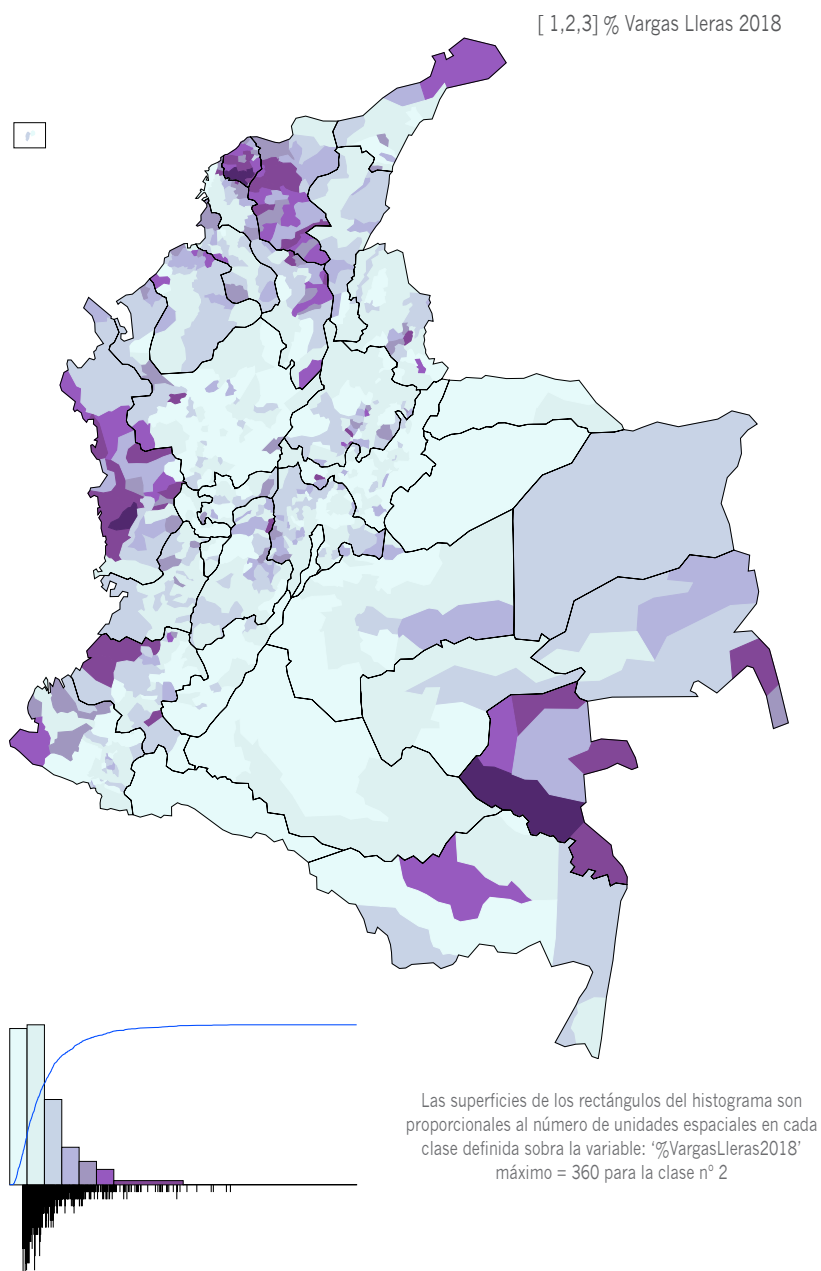 [ 1,2,3] % Vargas Lleras 2018
Las superficies de los rectángulos del histograma son
proporcionales al número de unidades espaciales en cada
clase definida sobra la variable: ‘%VargasLleras2018’
máximo = 360 para la clase nº 2